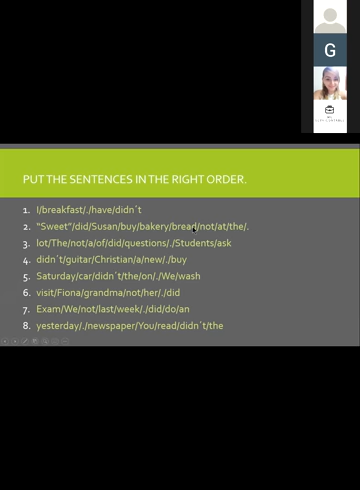 G
PUT THE SENTENCES IN THE RIGHT ORDER.
1. I/breakfast/./have/didn´t
2. “Sweet”/did/Susan/buy/bakery/bread/not/at/the/.
3. lot/The/not/a/of/did/questions/./Students/ask
4. didn´t/guitar/Christian/a/new/./buy
5. Saturday/car/didn´t/the/on/./We/wash
6. visit/Fiona/grandma/not/her/./did
7. Exam/We/not/last/week/./did/do/an
8. yesterday/./newspaper/You/read/didn´t/the